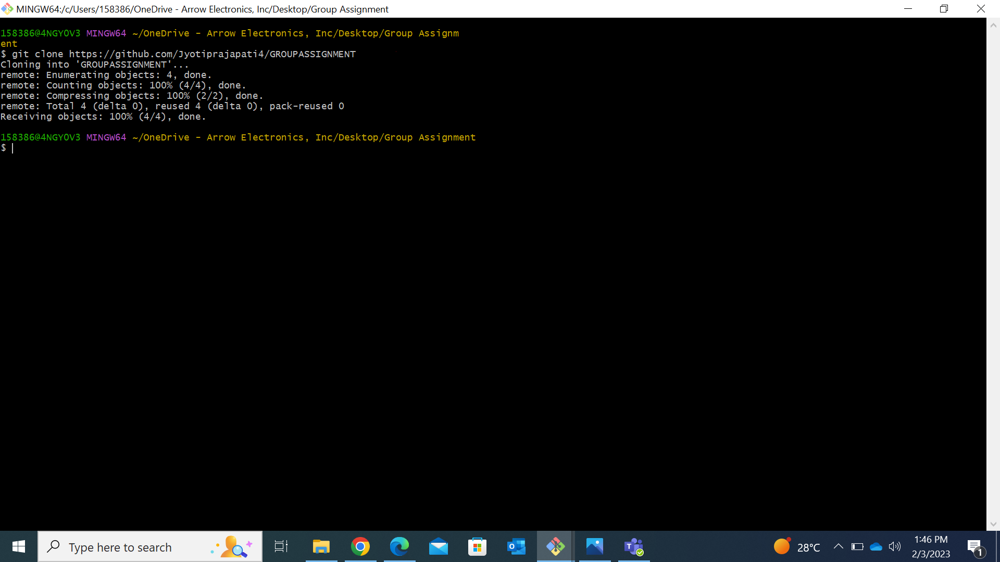 MINGW64:/c/Users/158386/OneDrive - Arrow Electronics, Inc/Desktop/Group Assignment
158386@4NGY0V3 MINGW64 ~/OneDrive - Arrow Electronics, Inc/Desktop/Group Assignm
ent
$ git clone https://github.com/Jyotiprajapati4/GROUPASSIGNMENT
Cloning into 'GROUPASSIGNMENT'...
remote: Enumerating objects: 4, done.
remote: Counting objects: 100% (4/4), done.
remote: Compressing objects: 100% (2/2), done.
remote: Total 4 (delta 0), reused 4 (delta 0), pack-reused 0
Receiving objects: 100% (4/4), done.
158386@4NGY0V3 MINGW64 ~/OneDrive - Arrow Electronics, Inc/Desktop/Group Assignment
$
Type here to search
28°C
1:46 PM
2/3/2023
1